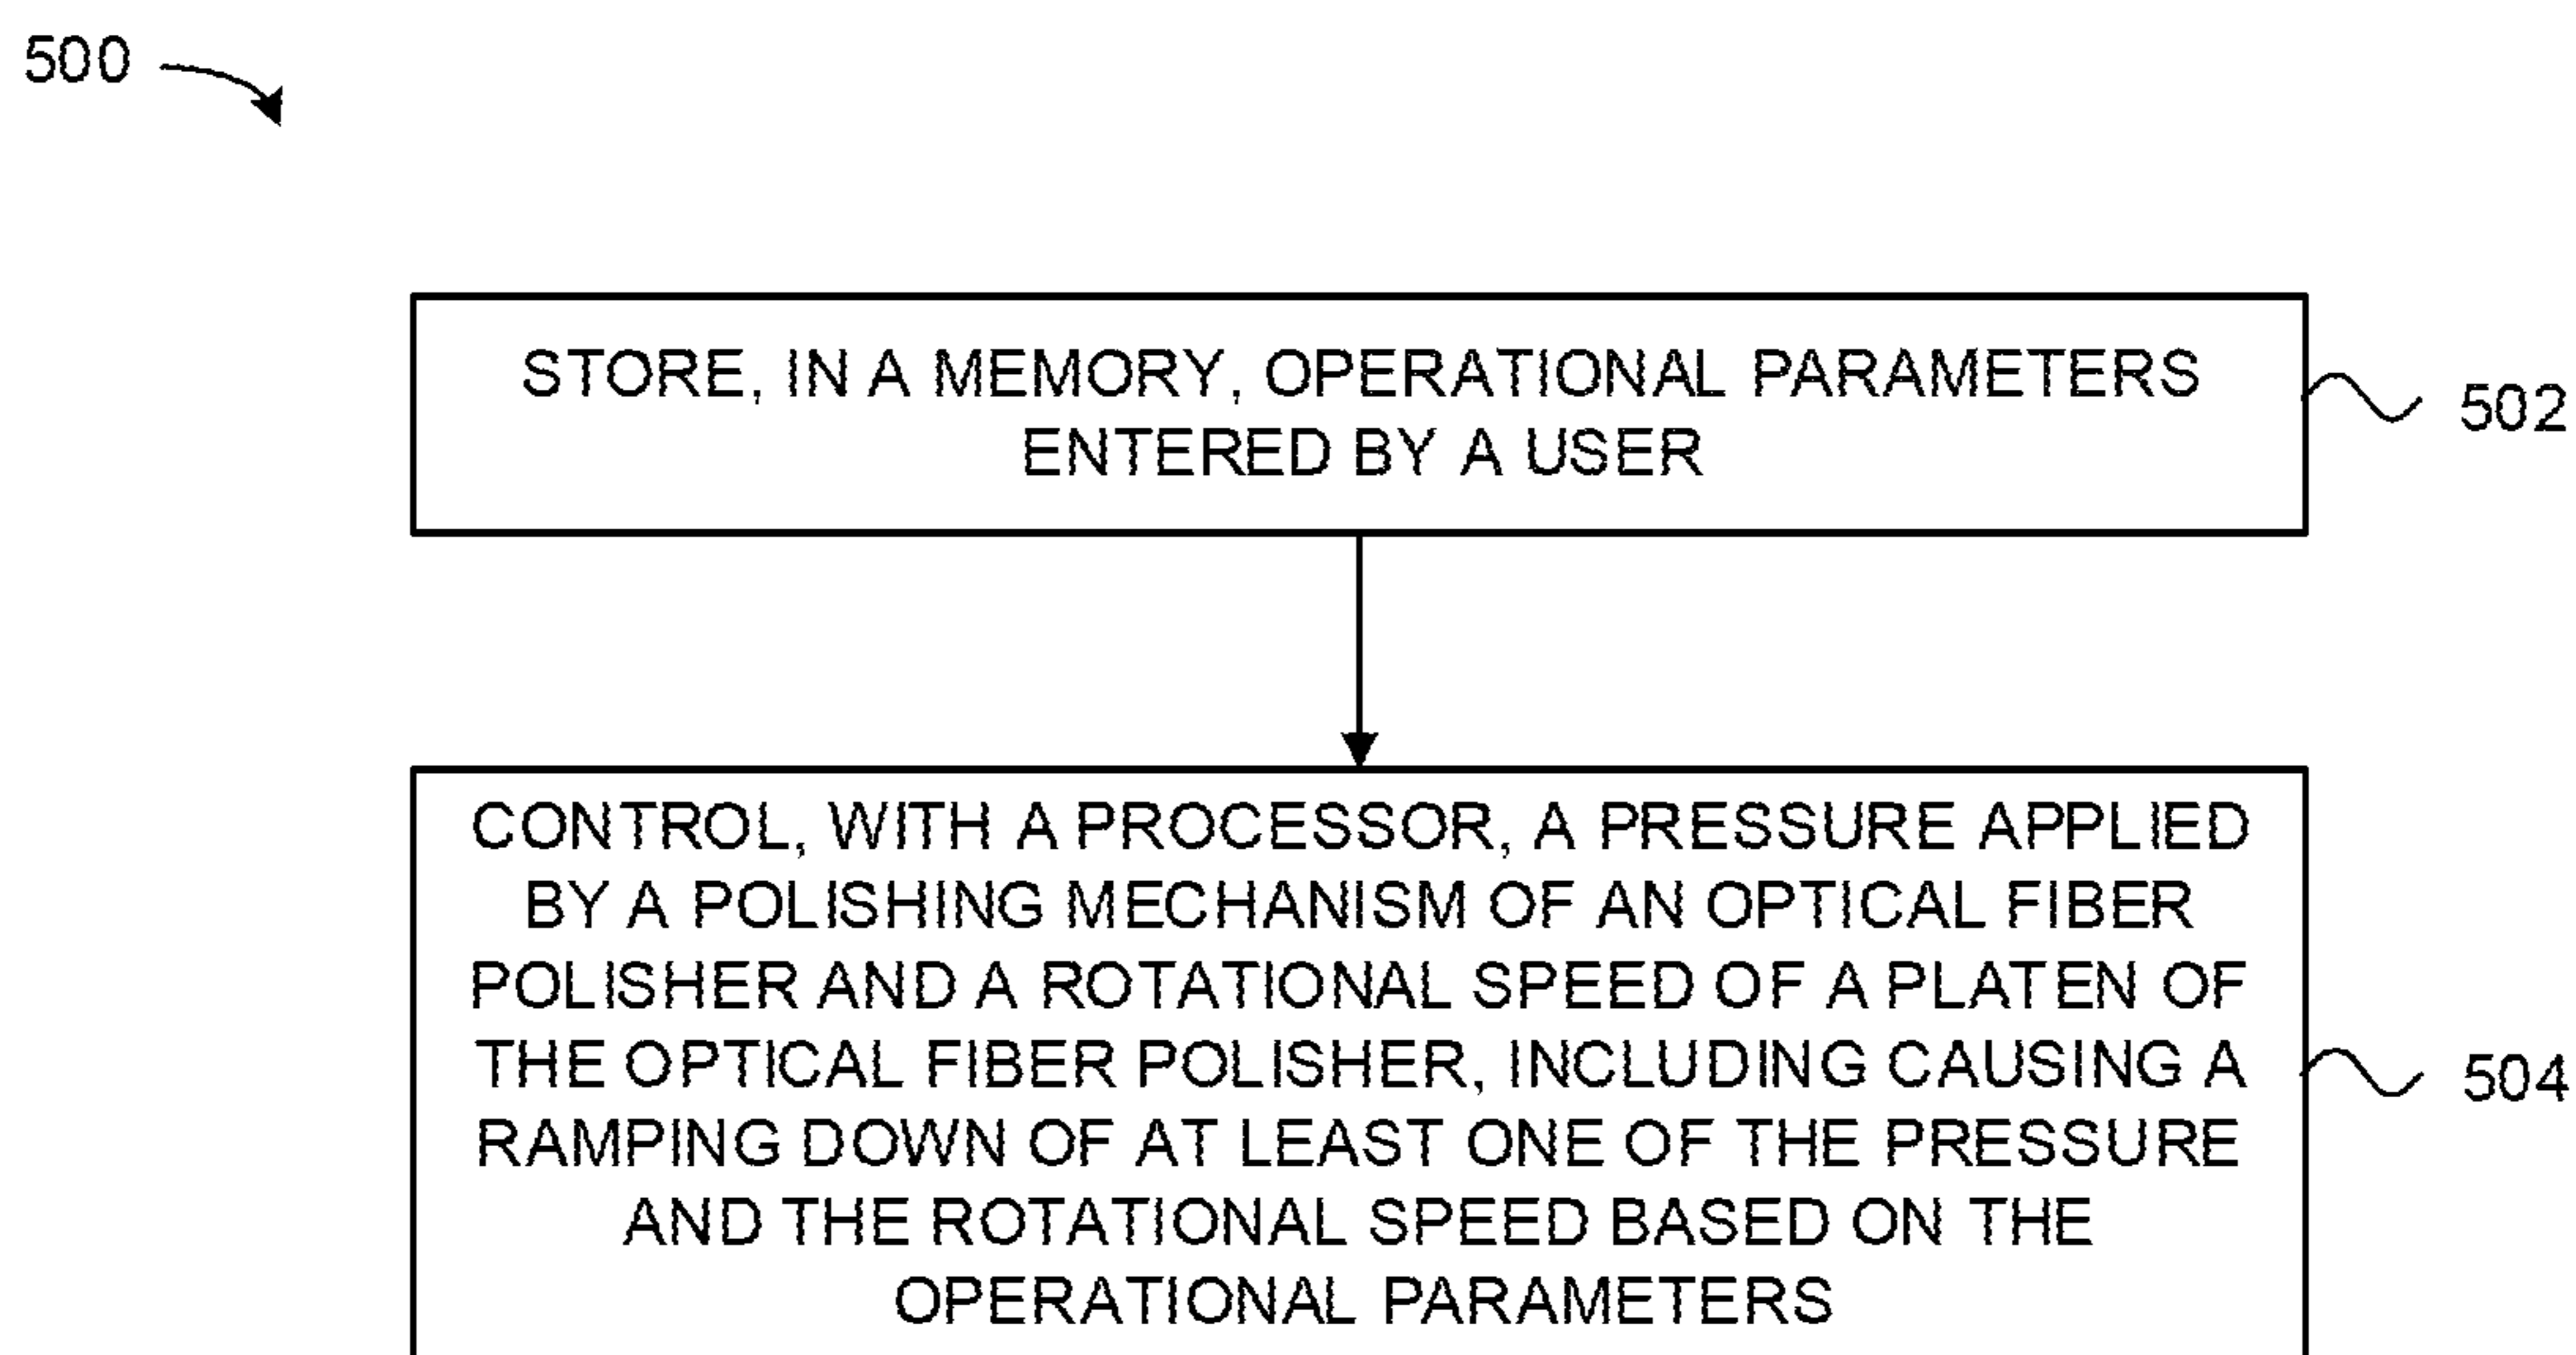 500
STORE, IN A MEMORY, OPERATIONAL PARAMETERS
ENTERED BY A USER
502
CONTROL, WITH A PROCESSOR, A PRESSURE APPLIED
BY A POLISHING MECHANISM OF AN OPTICAL FIBER
POLISHER AND A ROTATIONAL SPEED OF A PLATEN OF
THE OPTICAL FIBER POLISHER, INCLUDING CAUSING A
RAMPING DOWN OF AT LEAST ONE OF THE PRESSURE
AND THE ROTATIONAL SPEED BASED ON THE
OPERATIONAL PARAMETERS
504